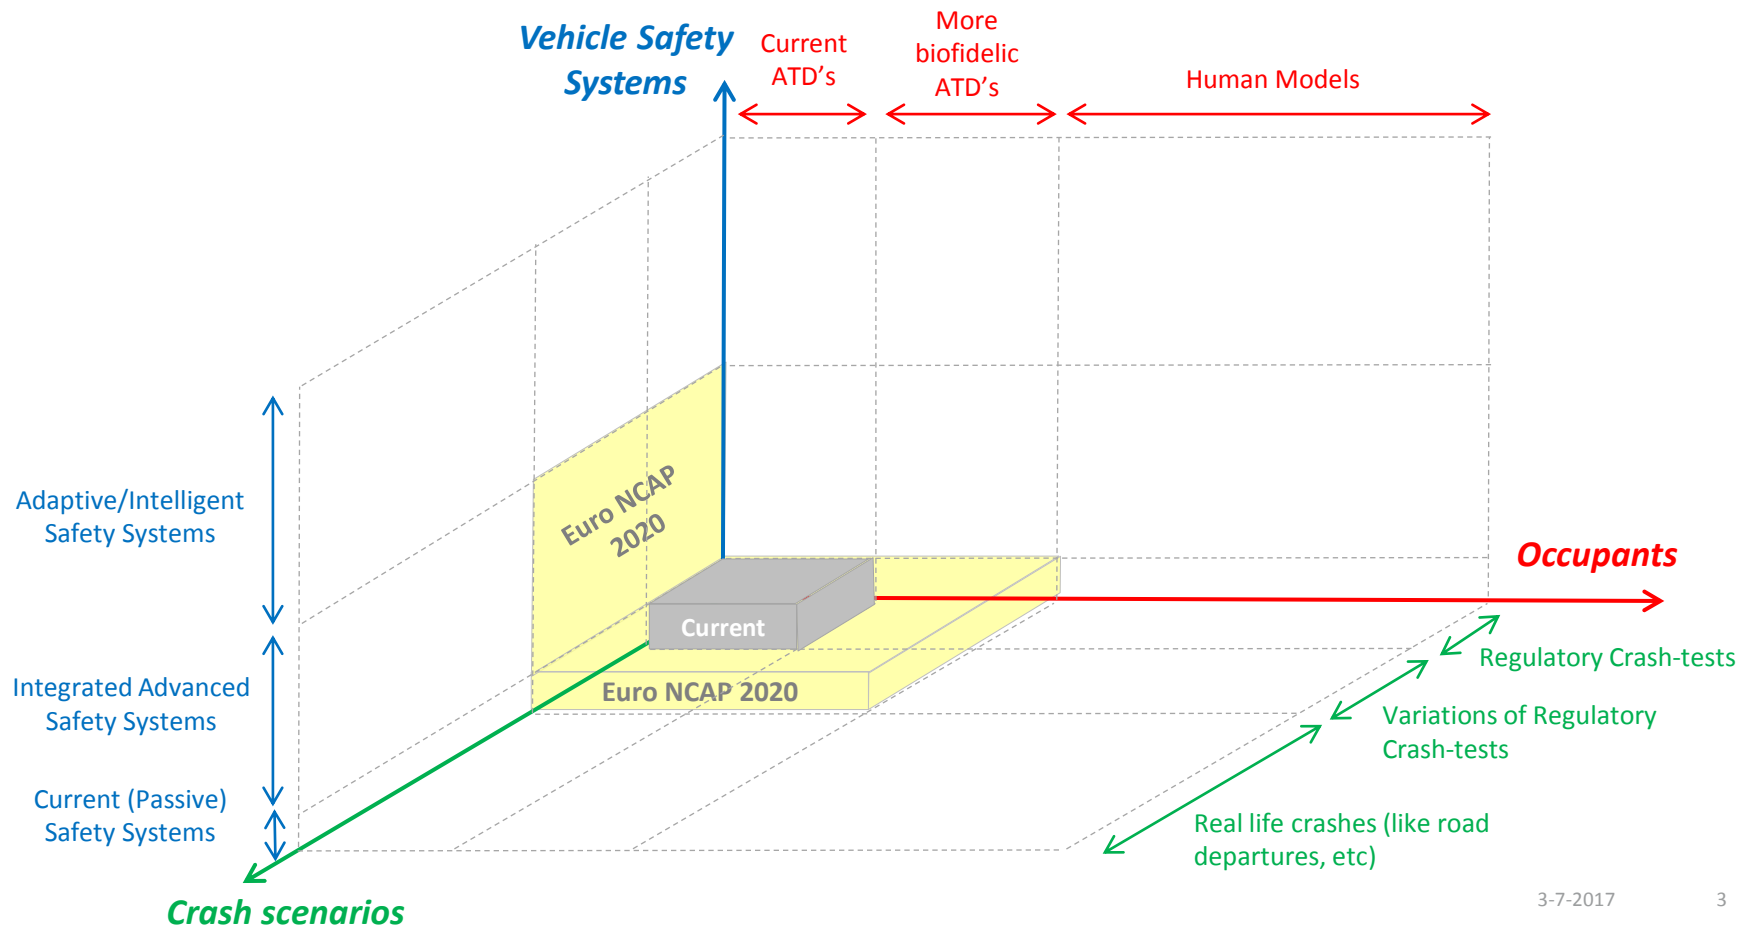 Vehicle Safety
Systems
Current
ATD's
More
biofidelic
ATD's
Human Models
Adaptive/Intelligent
Safety Systems
Integrated Advanced
Safety Systems
Current (Passive)
Safety Systems
Euro NCAP
2020
Current
Euro NCAP 2020
Occupants
Regulatory Crash-tests
Variations of Regulatory
Crash-tests
Real life crashes (like road
departures, etc)
Crash scenarios
3-7-2017
3